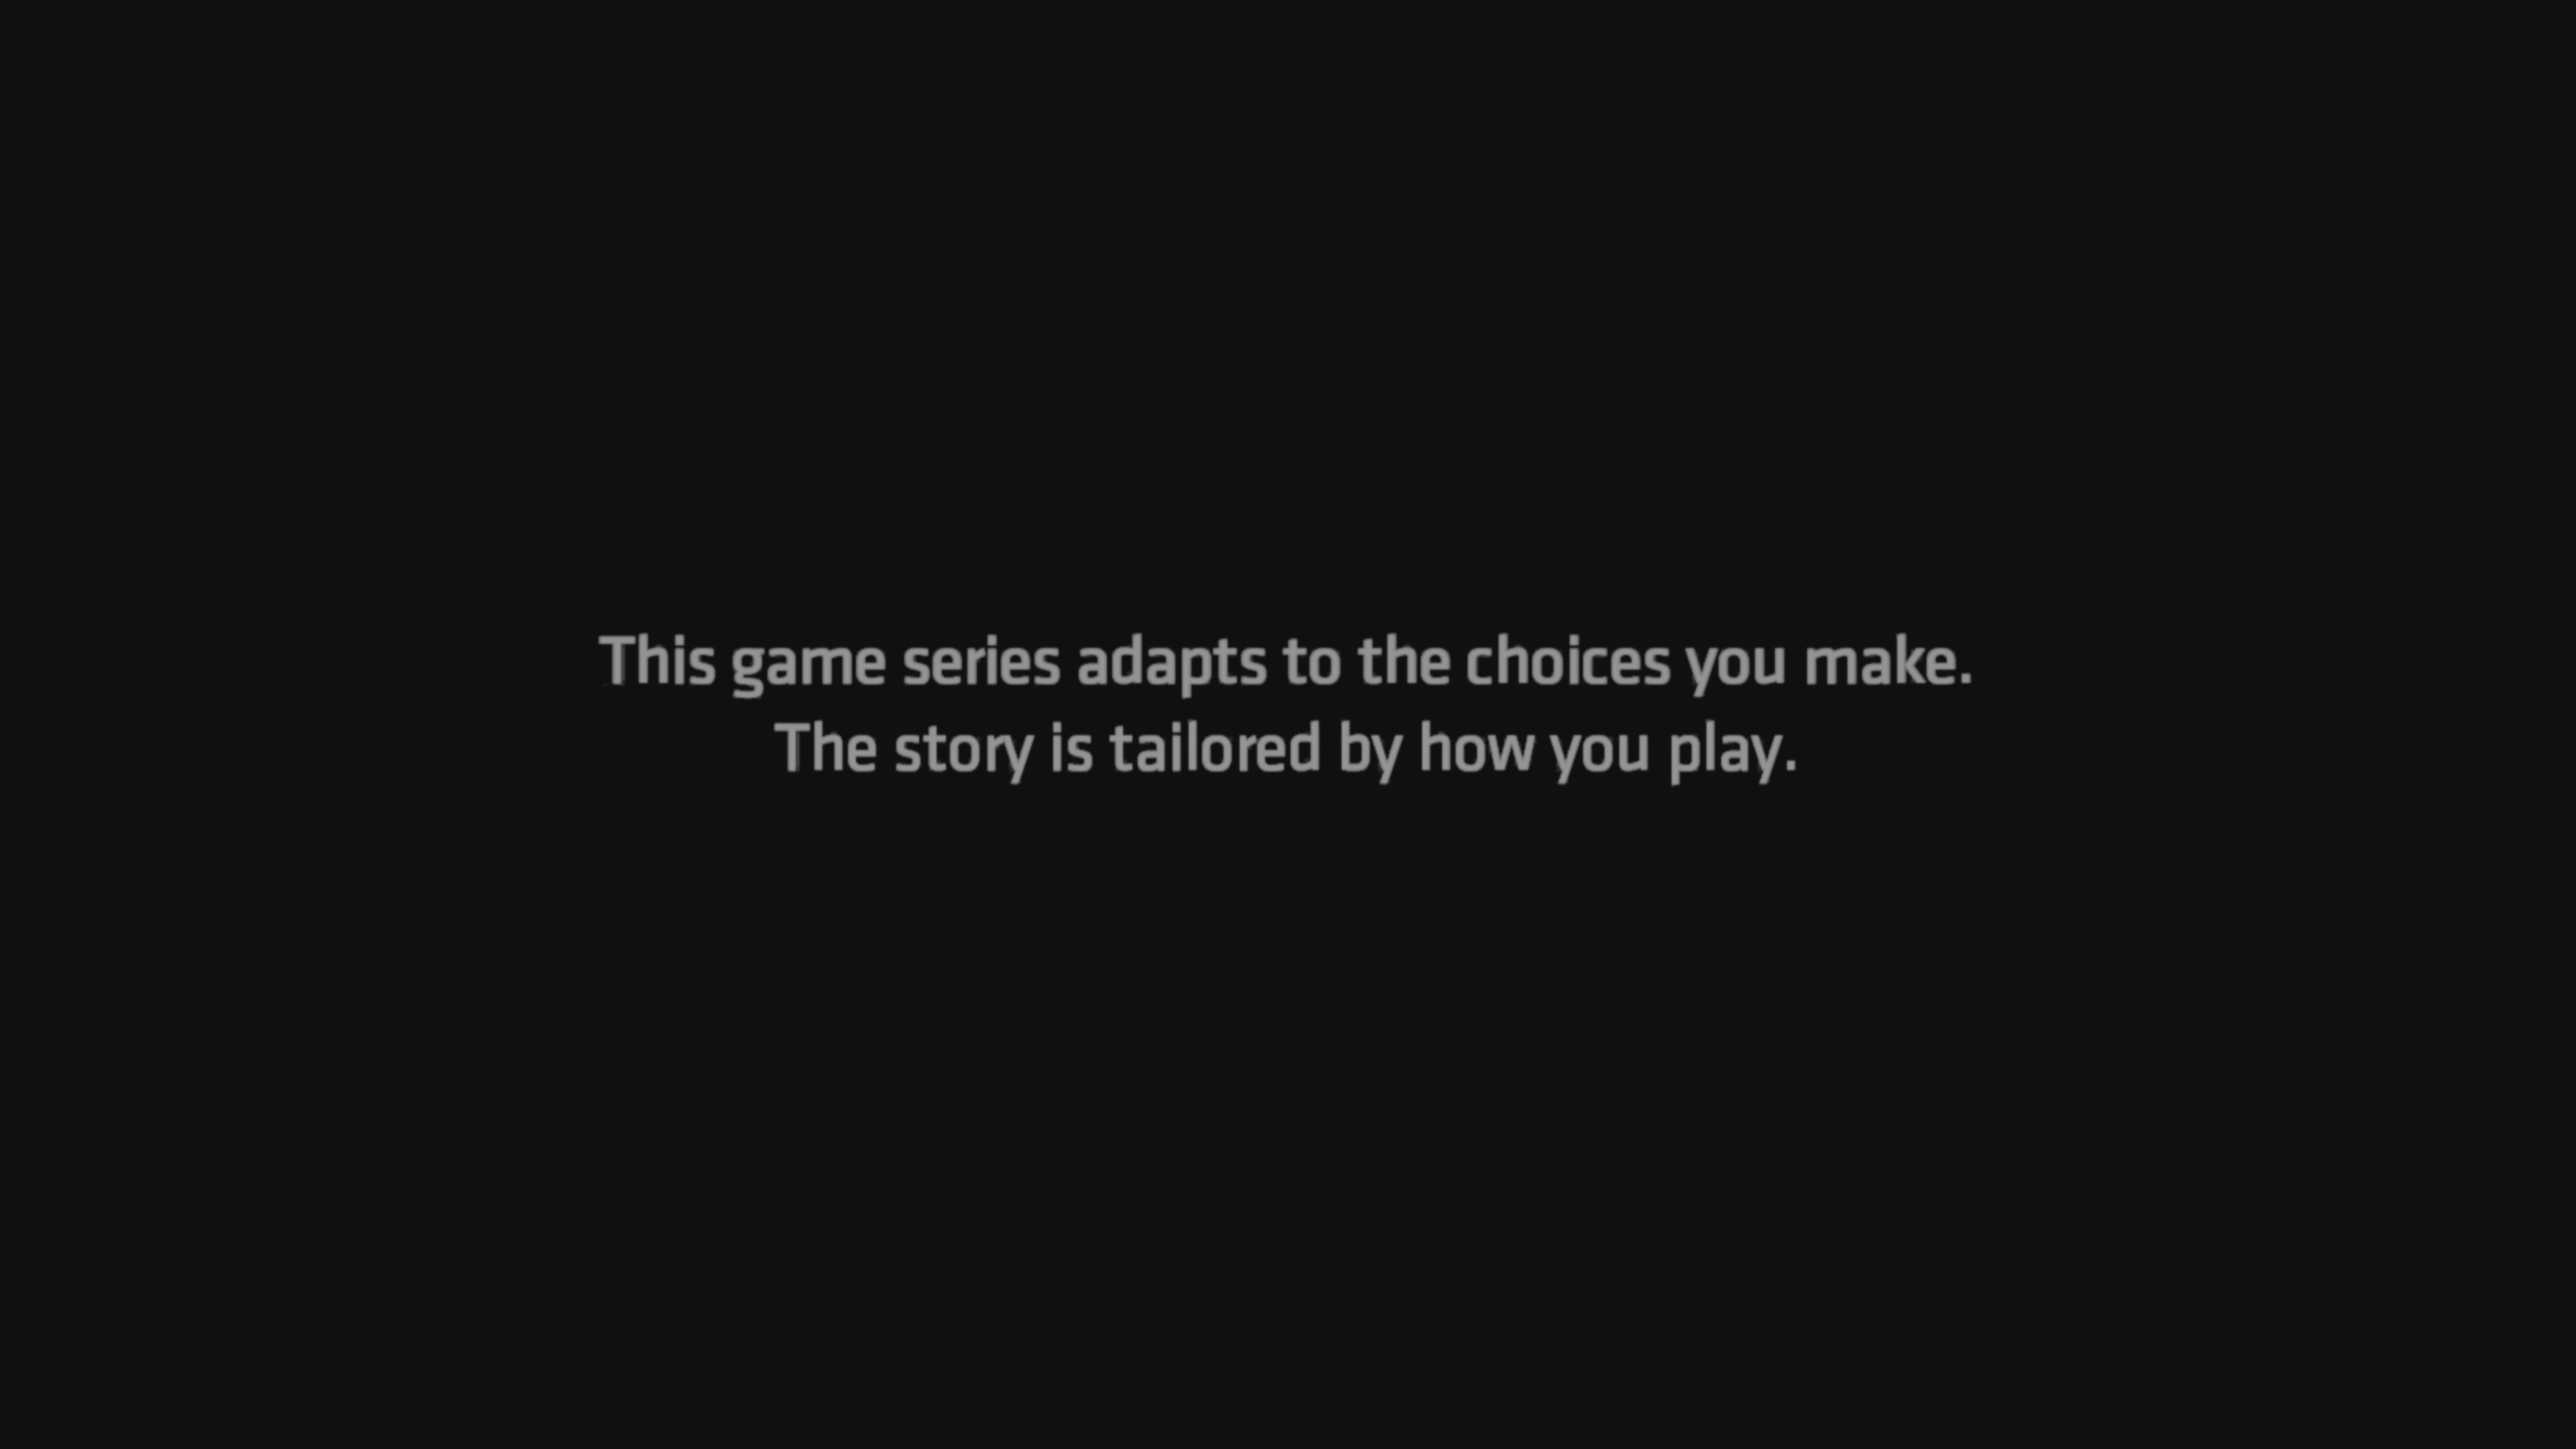 This game series adapts to the choices you make.
The story is tailored by how you play.